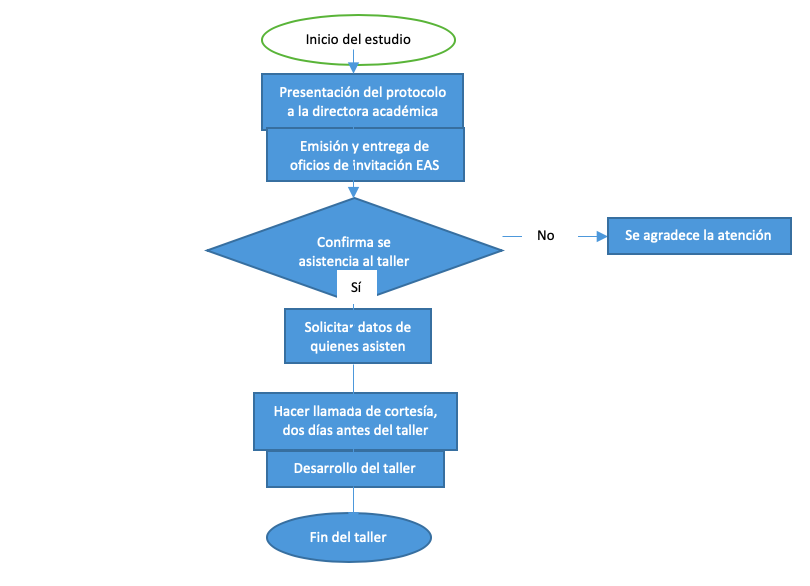 Inicio del estudio
Presentación del protocolo
a la directora académica
Emisión y entrega de
oficios de invitación EAS
Confirma se
asistencia al taller
No
Se agradece la atención
Sí
Solicitar datos de
quienes asisten
Hacer llamada de cortesía,
dos días antes del taller
Desarrollo del taller
Fin del taller